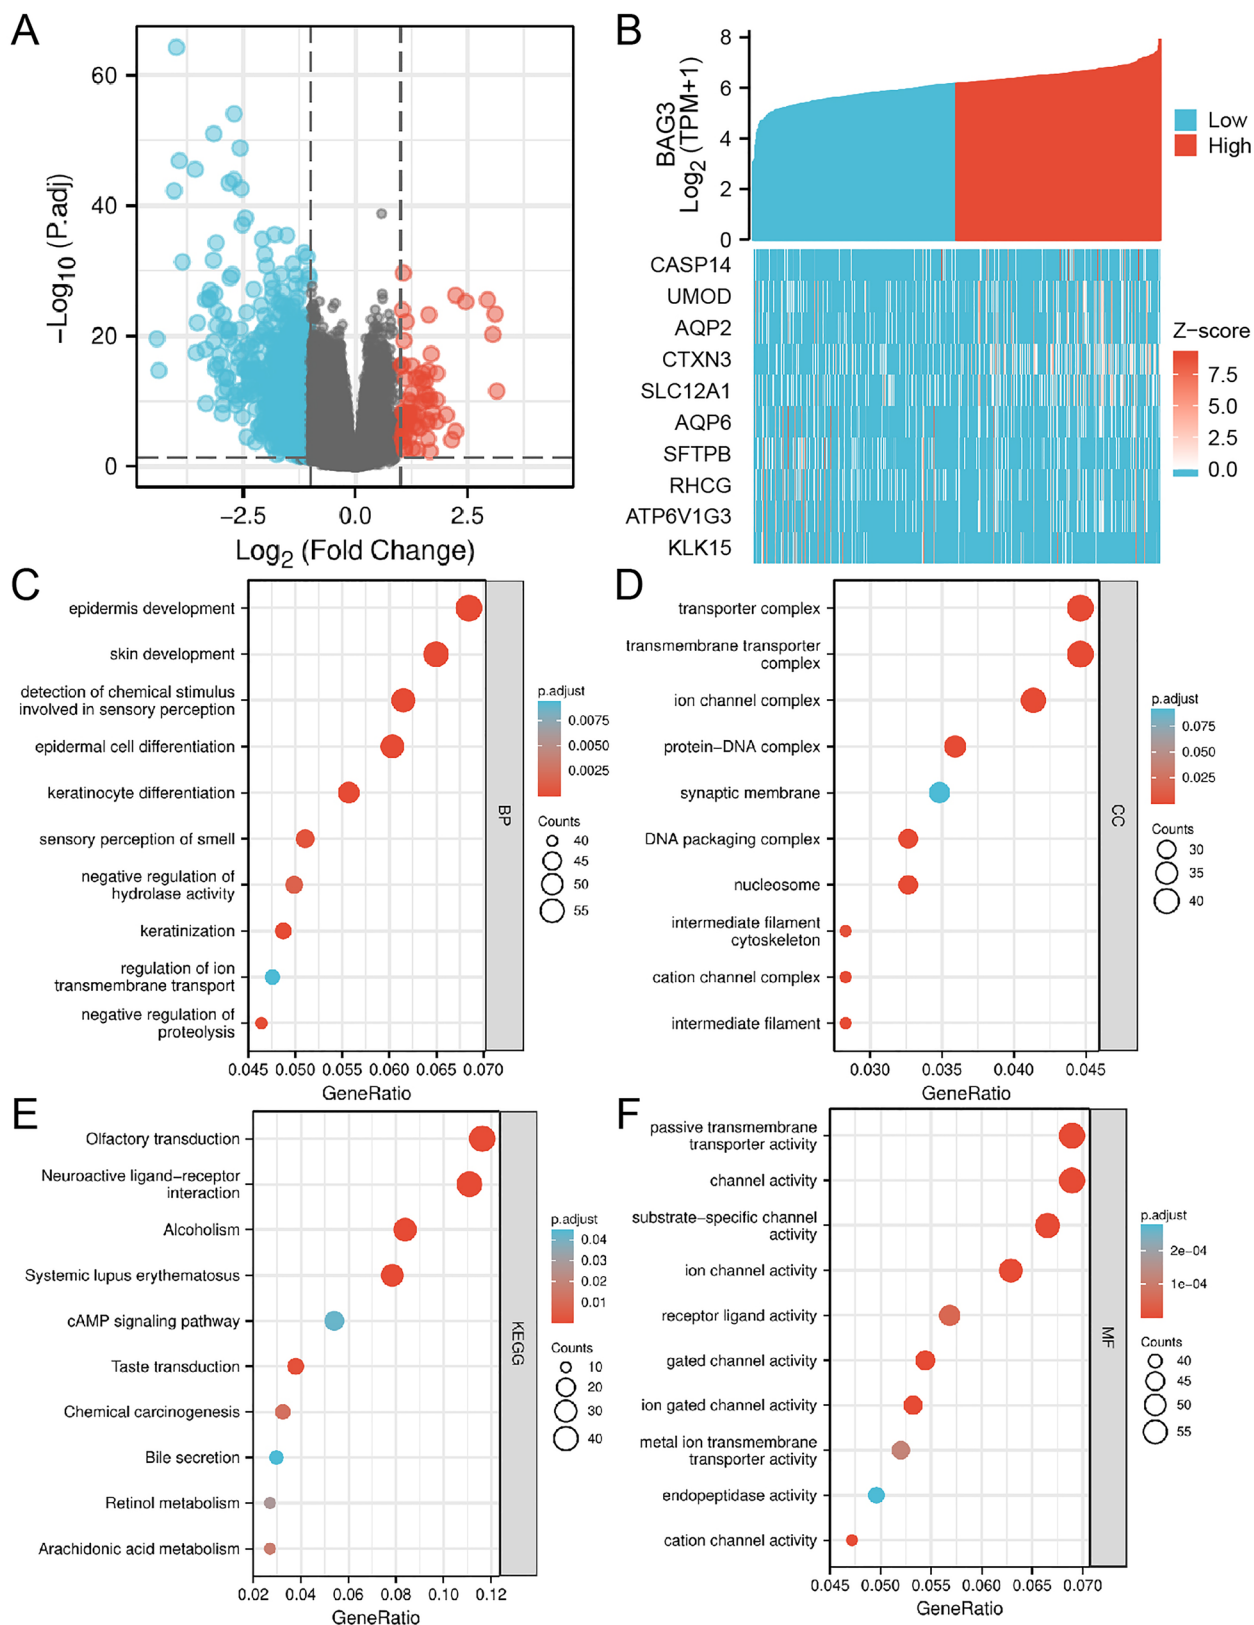 A
60
40
20
0
−Log10 (P.adj)
−2.5
0.0
2.5
Log2 (Fold Change)
B
8
6
4
2
0
BAG3
Log2 (TPM+1)
Low
High
CASP14
UMOD
AQP2
CTXN3
SLC12A1
AQP6
SFTPB
RHCG
ATP6V1G3
KLK15
Z−score
7.5
5.0
2.5
0.0
C
epidermis development
skin development
detection of chemical stimulus
involved in sensory perception
epidermal cell differentiation
keratinocyte differentiation
sensory perception of smell
negative regulation of
hydrolase activity
keratinization
regulation of ion
transmembrane transport
negative regulation of
proteolysis
BP
0.045 0.050 0.055 0.060 0.065 0.070
GeneRatio
p.adjust
0.0075
0.0050
0.0025
Counts
40
45
50
55
D
transporter complex
transmembrane transporter
complex
ion channel complex
protein−DNA complex
synaptic membrane
DNA packaging complex
nucleosome
intermediate filament
cytoskeleton
cation channel complex
intermediate filament
CC
0.030 0.035 0.040 0.045
GeneRatio
p.adjust
0.075
0.050
0.025
Counts
30
35
40
E
Olfactory transduction
Neuroactive ligand−receptor
interaction
Alcoholism
Systemic lupus erythematosus
cAMP signaling pathway
Taste transduction
Chemical carcinogenesis
Bile secretion
Retinol metabolism
Arachidonic acid metabolism
KEGG
0.02 0.04 0.06 0.08 0.10 0.12
GeneRatio
p.adjust
0.04
0.03
0.02
0.01
Counts
10
20
30
40
F
passive transmembrane
transporter activity
channel activity
substrate−specific channel
activity
ion channel activity
receptor ligand activity
gated channel activity
ion gated channel activity
metal ion transmembrane
transporter activity
endopeptidase activity
cation channel activity
MF
0.045 0.050 0.055 0.060 0.065 0.070
GeneRatio
p.adjust
2e−04
1e−04
Counts
40
45
50
55